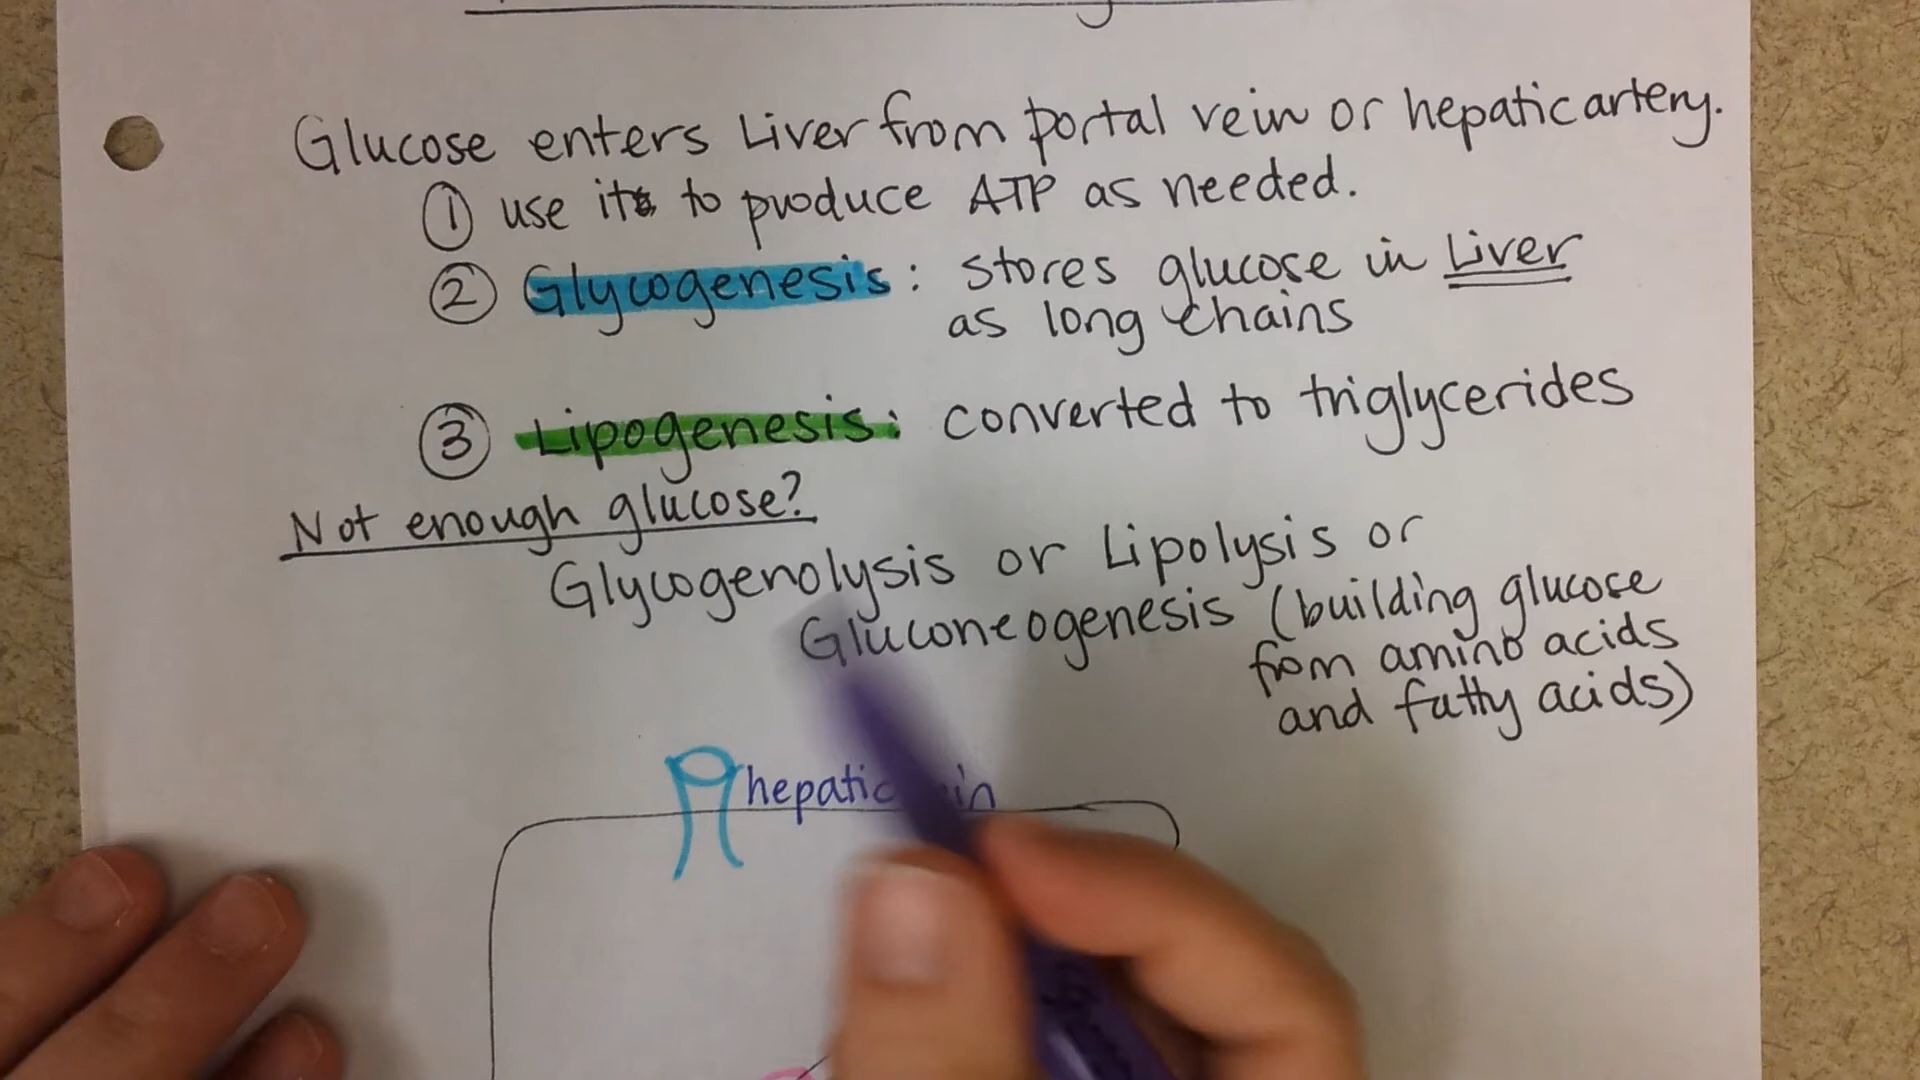 Glucose enters Liver from portal vein or hepatic artery.
① use it to produce ATP as needed.
② Glycogenesis: stores glucose in Liver
as long chains
③ Lipogenesis: converted to triglycerides
Not enough glucose?
Glycogenolysis or Lipolysis or
Gluconeogenesis (building glucose
from amino acids
and fatty acids)
hepatic